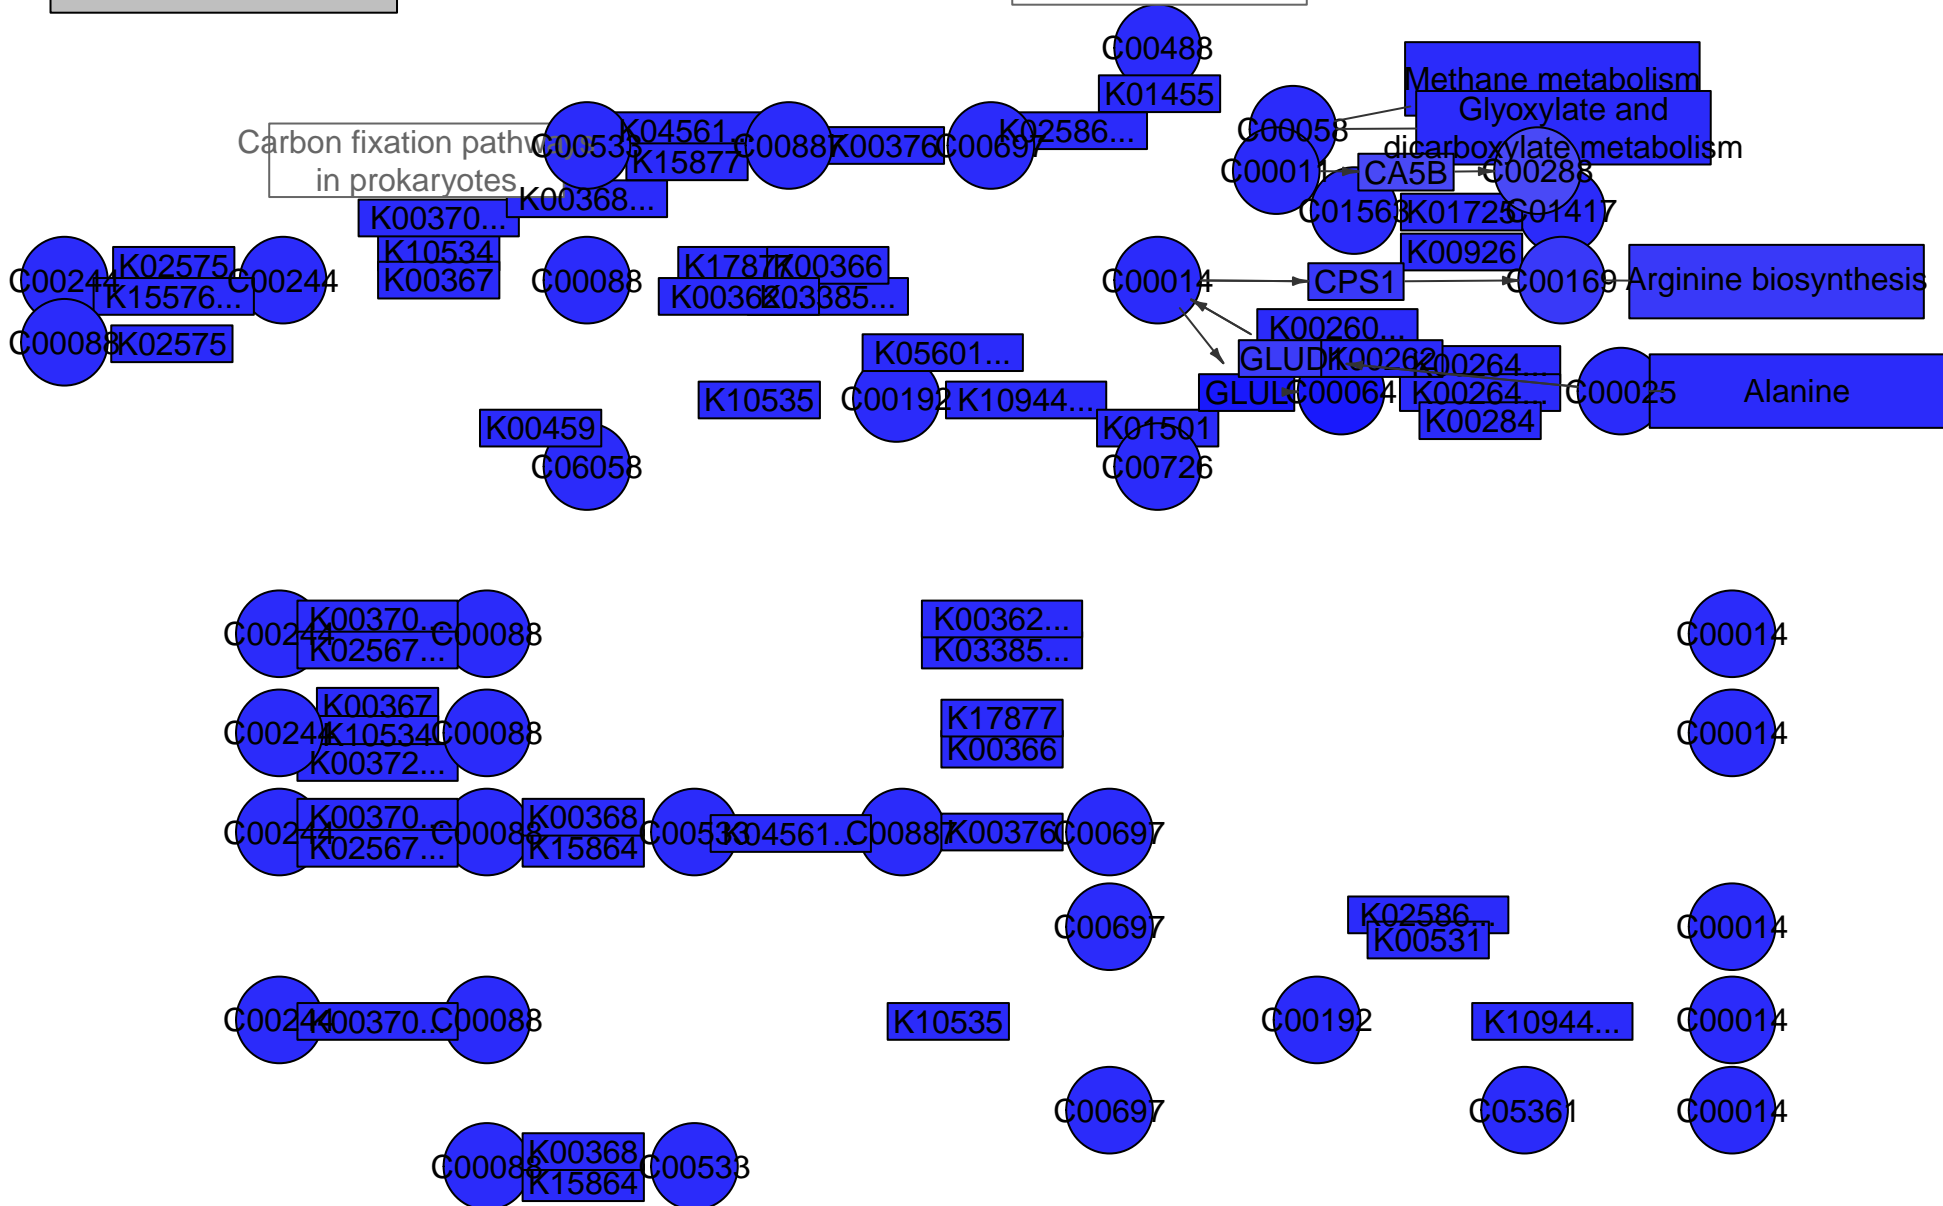 C00488
K01455
Methane metabolism
Glyoxylate and
dicarboxylate metabolism
C00058
Carbon fixation pathways
in prokaryotes
C00533
K04561...
K15877
C00887
K00376
C00697
K02586...
C00011
CA5B
C00288
C01563
K01725
C01417
K00368...
K00370...
K10534
K00367
K00926
C00244
K02575
K15576...
C00244
C00088
K17877
K00366
K00362...
K03385...
C00014
CPS1
C00169
Arginine biosynthesis
C00088
K02575
K05601...
K00260...
GLUD1
K00262
K00264...
K10535
C00192
K10944...
GLUL
C00064
K00264...
K00284
C00025
Alanine
K00459
C06058
K01501
C00726
C00244
K00370...
K02567...
C00088
K00362...
K03385...
C00014
C00244
K00367
K10534
K00372...
C00088
K17877
K00366
C00014
C00244
K00370...
K02567...
C00088
K00368
K15864
C00533
K04561...
C00887
K00376
C00697
C00697
K02586...
K00531
C00014
C00244
K00370...
C00088
K10535
C00192
K10944...
C00014
C00697
C05361
C00014
C00088
K00368
K15864
C00533